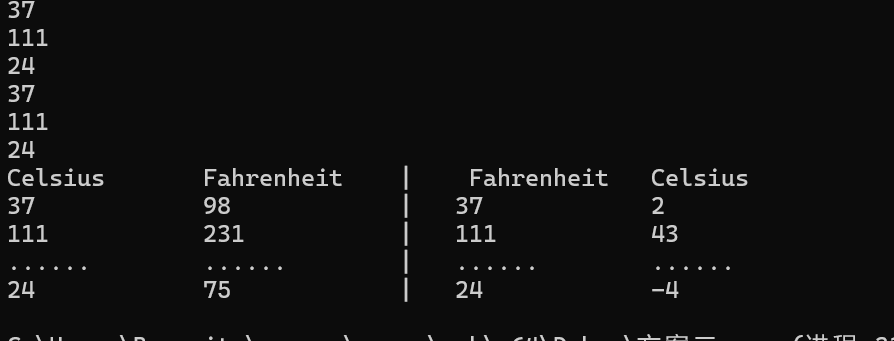 37
111
24
37
111
24
Celsius Fahrenheit | Fahrenheit Celsius
37 98 | 37 2
111 231 | 111 43
...... ...... | ...... ......
24 75 | 24 -4